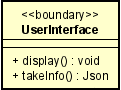 <<boundary>>
UserInterface
+ display() : void
+ takeInfo() : Json